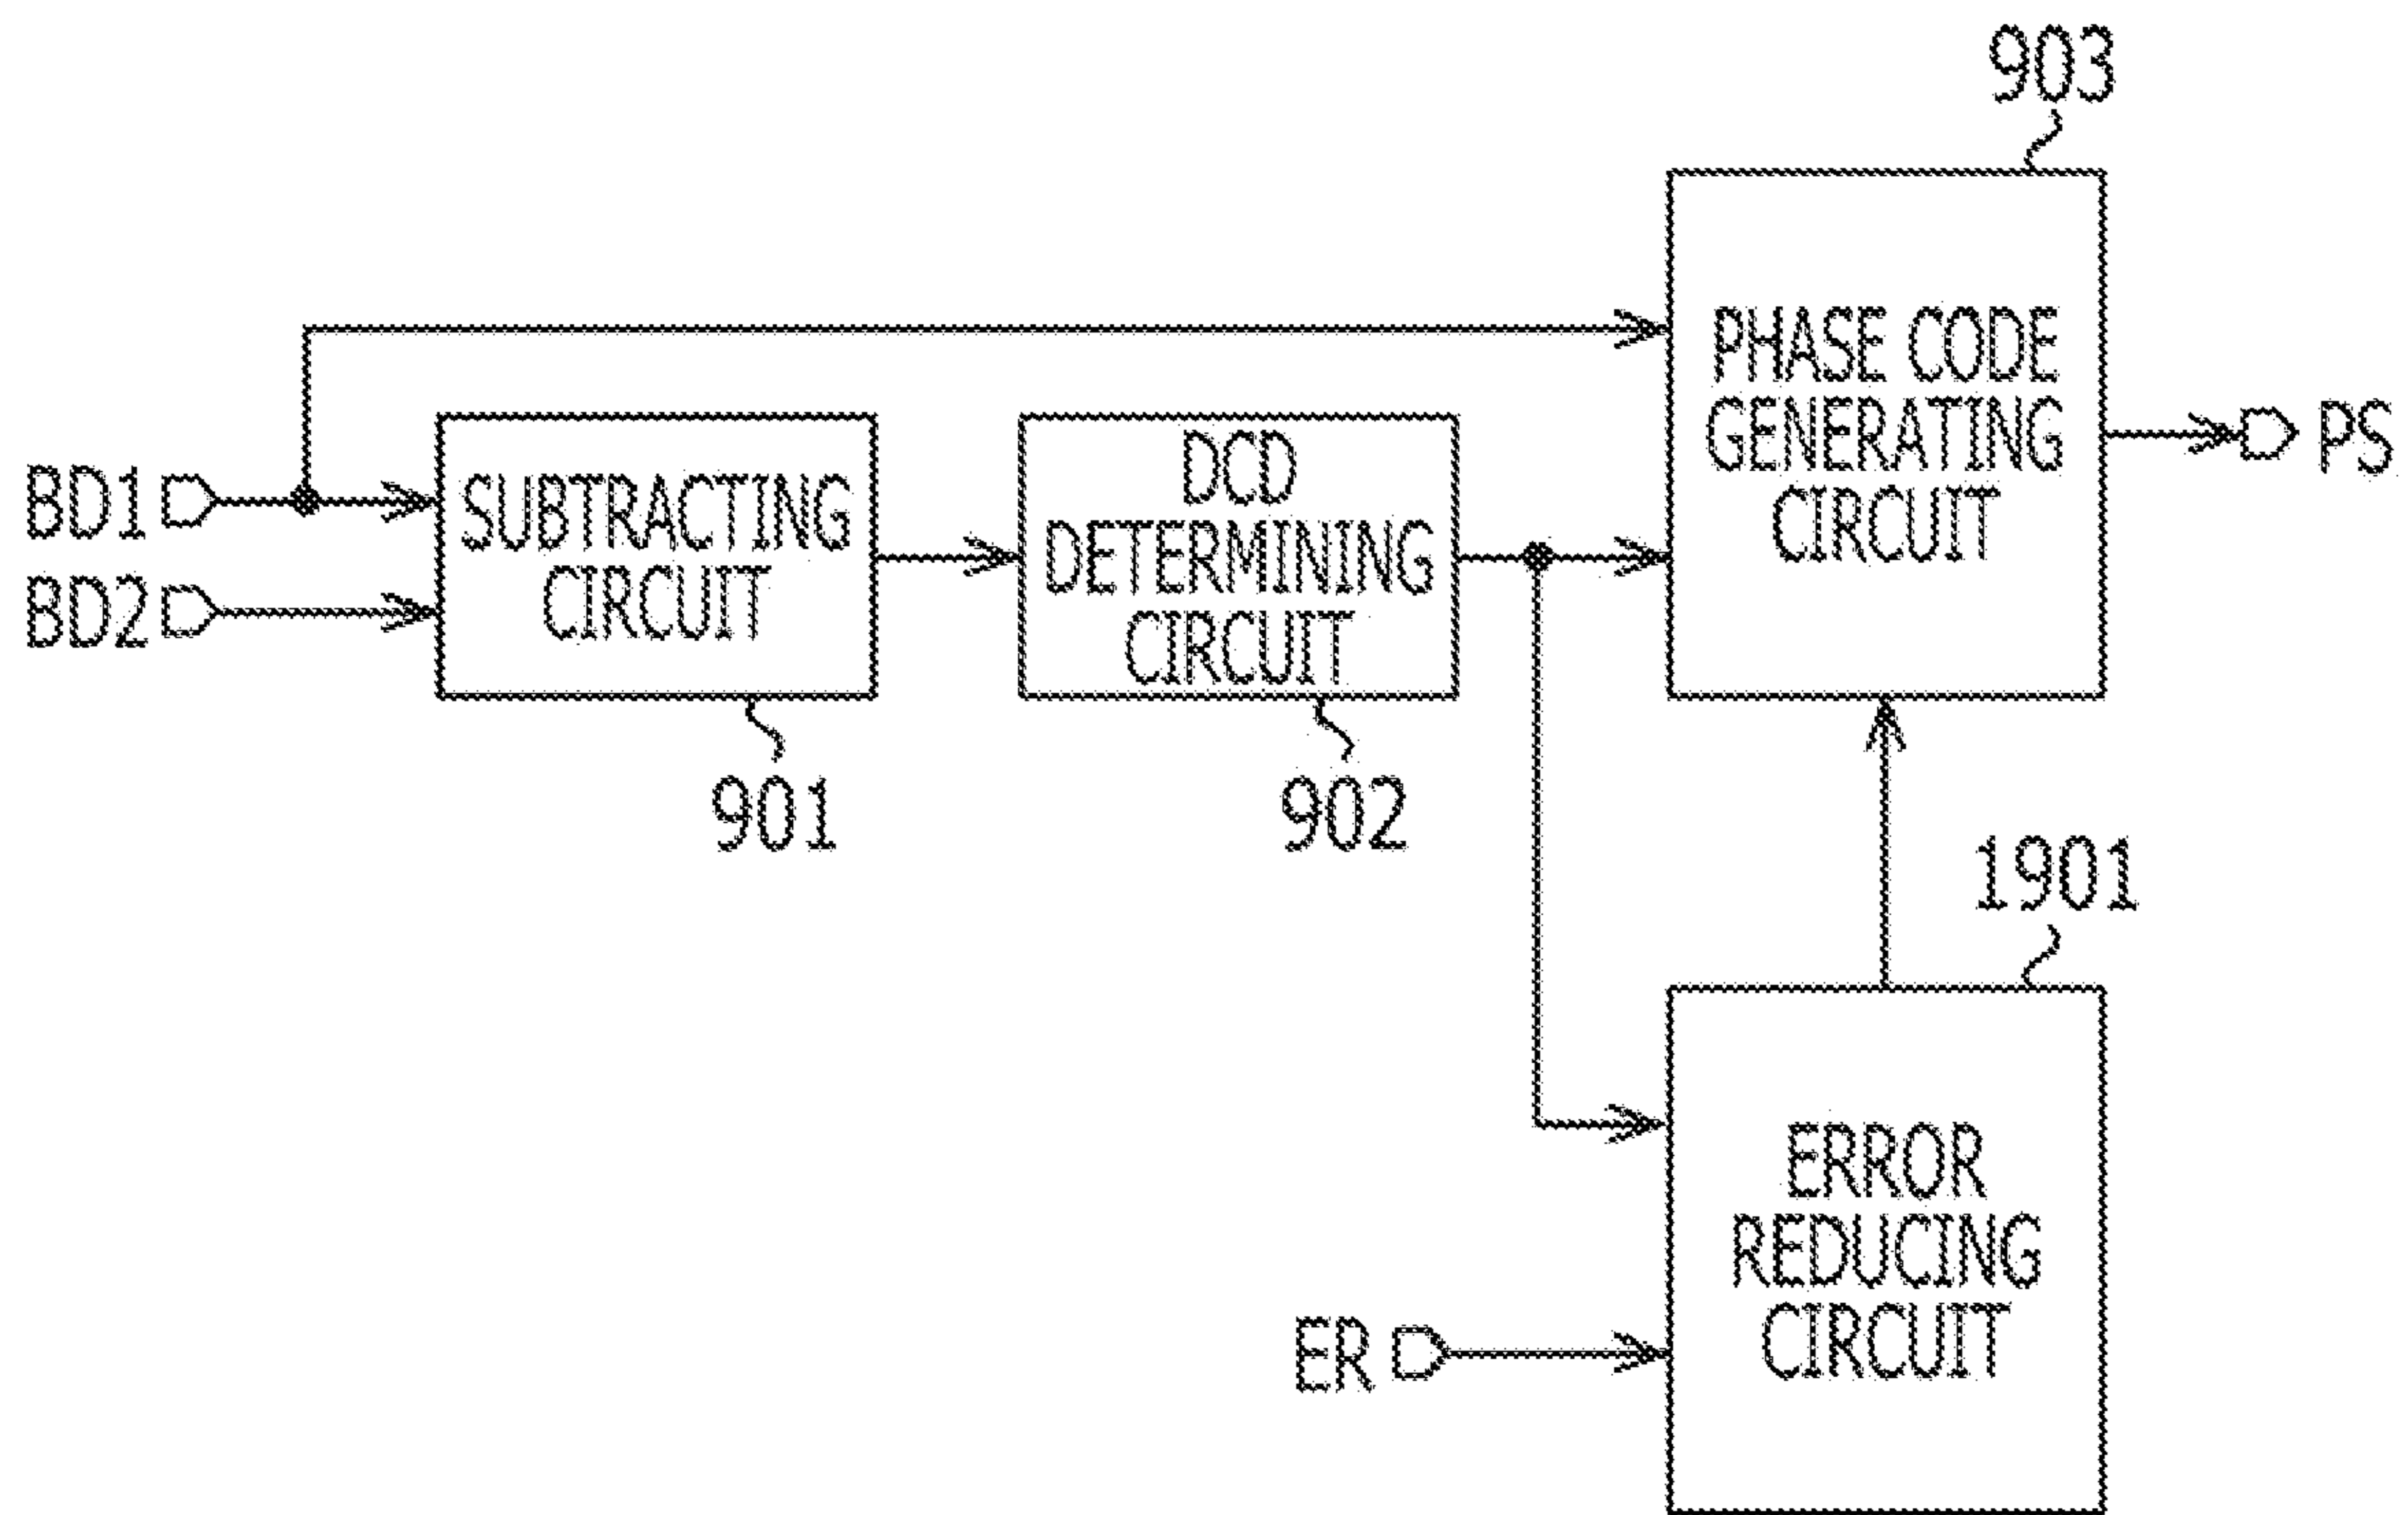 903
PHASE CODE
GENERATING
CIRCUIT
PS
BD1
BD2
SUBTRACTING
CIRCUIT
901
DCD
DETERMINING
CIRCUIT
902
1901
ERROR
REDUCING
CIRCUIT
ER